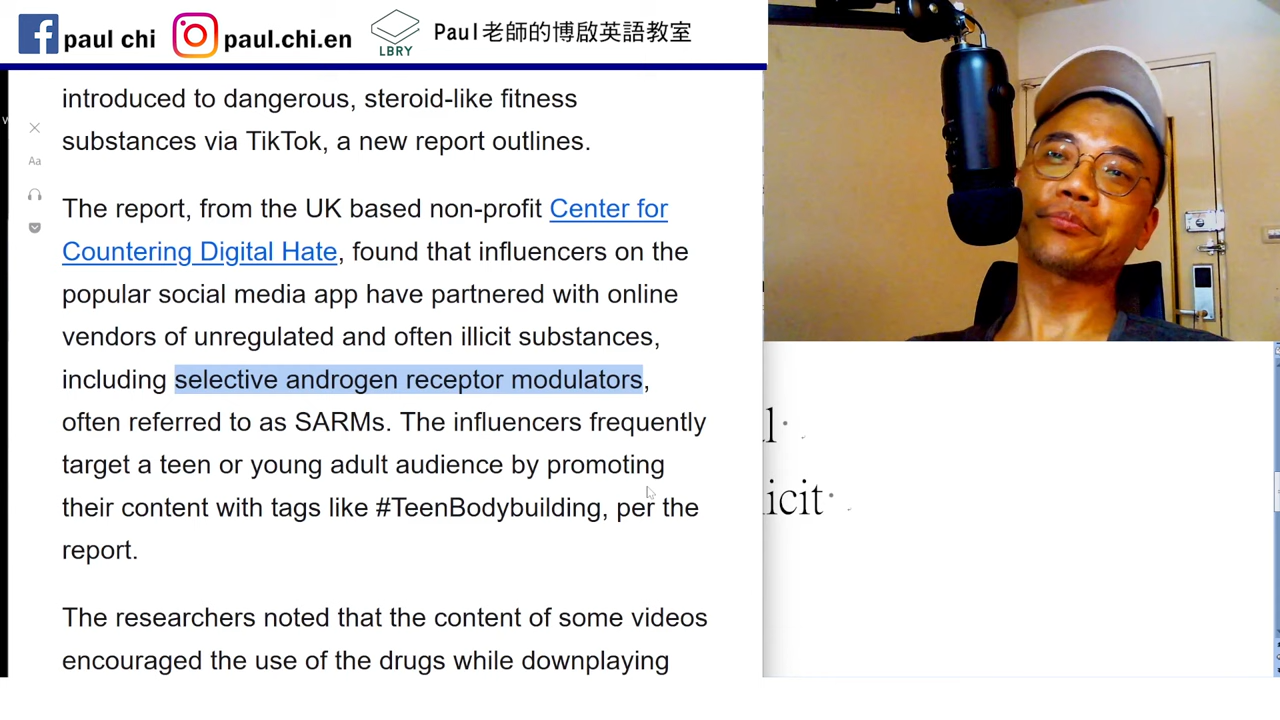 paul chi
paul.chi.en
LBRY
Paul老師的博啟英語教室
introduced to dangerous, steroid-like fitness
substances via TikTok, a new report outlines.
Aa
The report, from the UK based non-profit Center for
Countering Digital Hate, found that influencers on the
popular social media app have partnered with online
vendors of unregulated and often illicit substances,
including selective androgen receptor modulators,
often referred to as SARMs. The influencers frequently
target a teen or young adult audience by promoting
their content with tags like #TeenBodybuilding, per the
report.
The researchers noted that the content of some videos
encouraged the use of the drugs while downplaying
licit